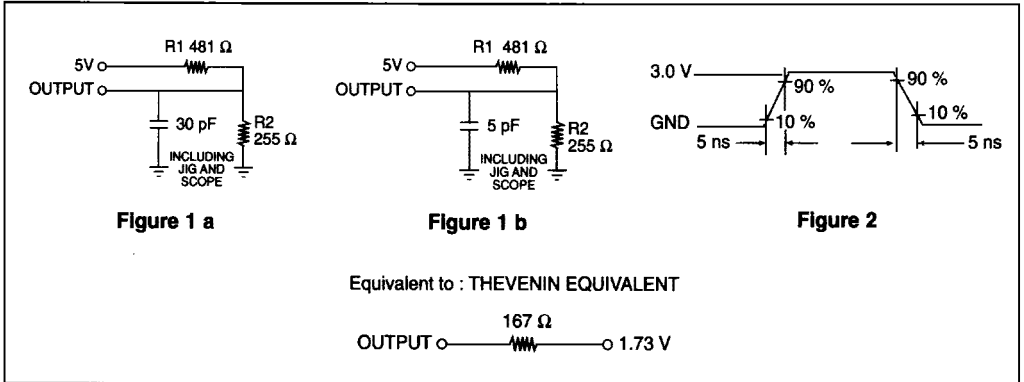 R1 481 Ω
5V
OUTPUT
30 pF
R2
255 Ω
INCLUDING
JIG AND
SCOPE
Figure 1 a
R1 481 Ω
5V
OUTPUT
5 pF
R2
255 Ω
INCLUDING
JIG AND
SCOPE
Figure 1 b
3.0 V
90 %
90 %
GND
10 %
10 %
5 ns
5 ns
Figure 2
Equivalent to : THEVENIN EQUIVALENT
167 Ω
OUTPUT
1.73 V